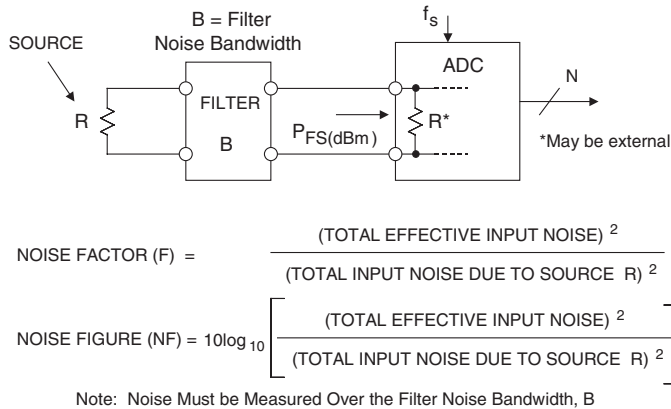 B = Filter
Noise Bandwidth
SOURCE
f_s
ADC
FILTER
R
B
P_FS(dBm)
R*
N
*May be external
NOISE FACTOR (F) = (TOTAL EFFECTIVE INPUT NOISE) ² / (TOTAL INPUT NOISE DUE TO SOURCE R) ²
NOISE FIGURE (NF) = 10log₁₀ [ (TOTAL EFFECTIVE INPUT NOISE) ² / (TOTAL INPUT NOISE DUE TO SOURCE R) ² ]
Note: Noise Must be Measured Over the Filter Noise Bandwidth, B